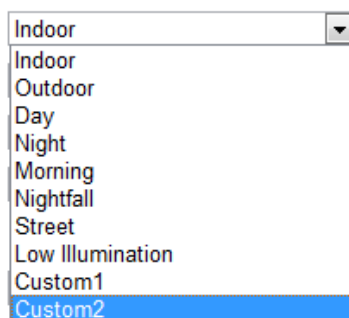 Indoor
Indoor
Outdoor
Day
Night
Morning
Nightfall
Street
Low Illumination
Custom1
Custom2